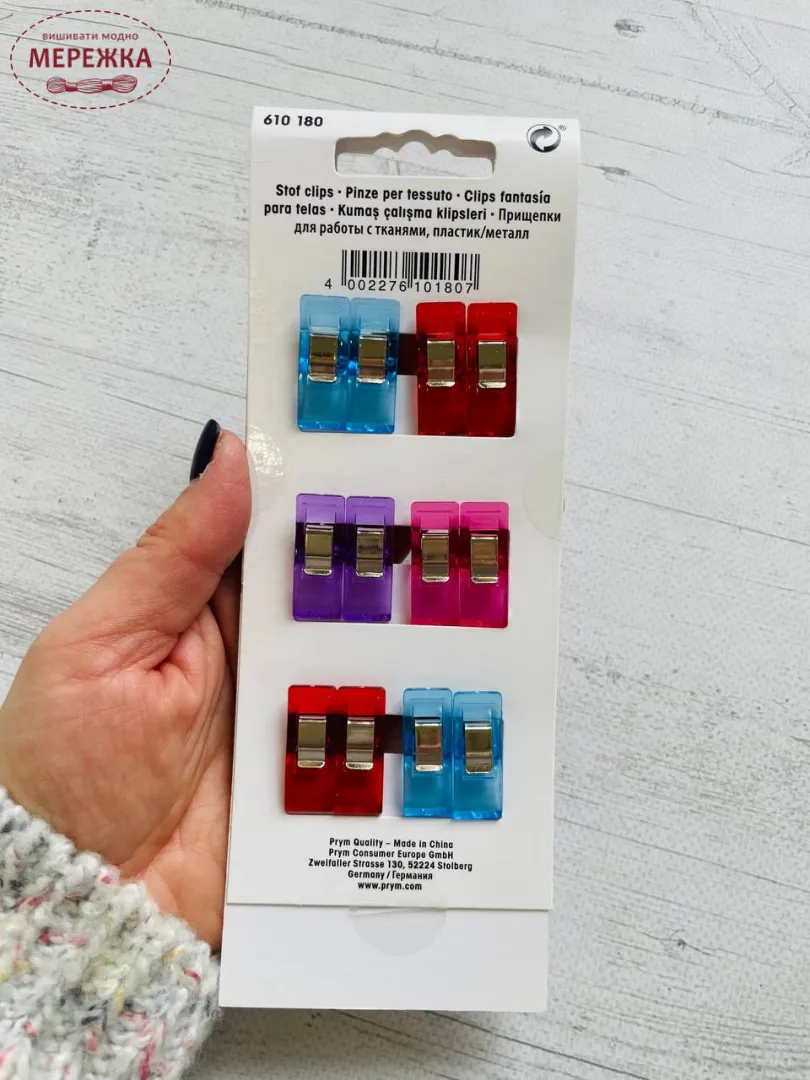 вишивати модно
МЕРЕЖКА
610 180
Stof clips · Pinze per tessuto · Clips fantasía
para telas · Kumaş çalışma klipsleri · Прищепки
для работы с тканями, пластик/металл
4 002276 101807
Prym Quality – Made in China
Prym Consumer Europe GmbH
Zweifaller Strasse 130, 52224 Stolberg
Germany / Германия
www.prym.com